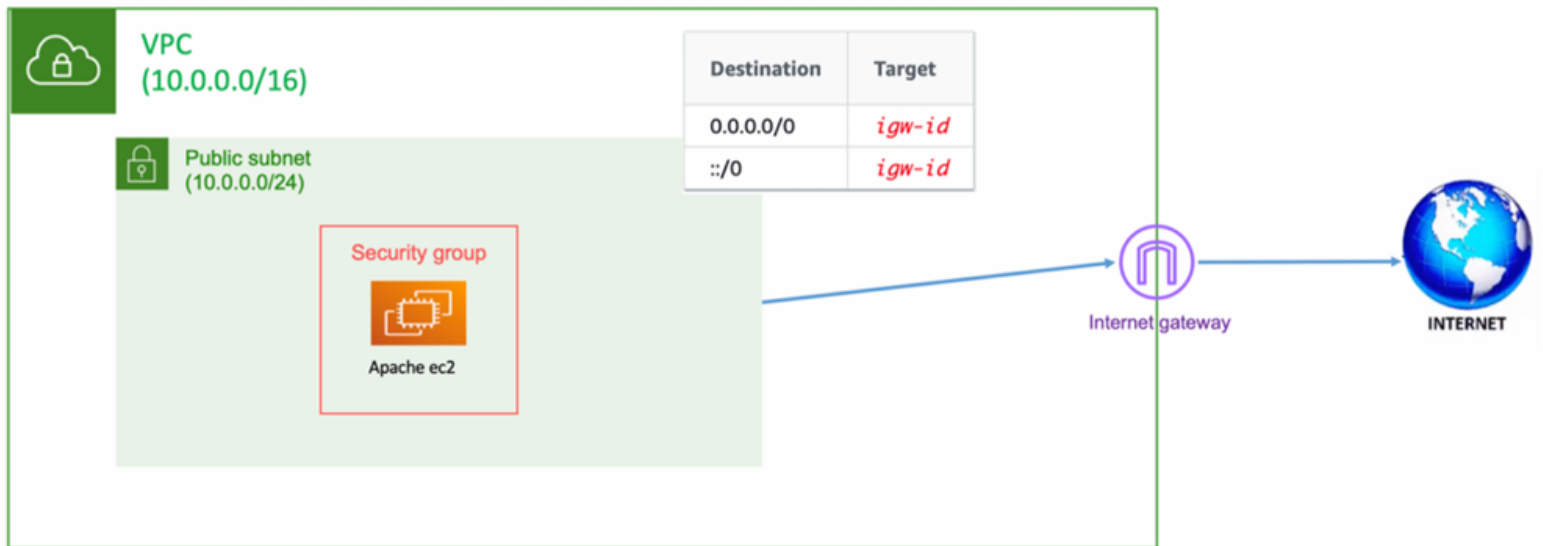 VPC
(10.0.0.0/16)
Destination Target
0.0.0.0/0 igw-id
::/0 igw-id
Public subnet
(10.0.0.0/24)
Security group
Apache ec2
Internet gateway
INTERNET